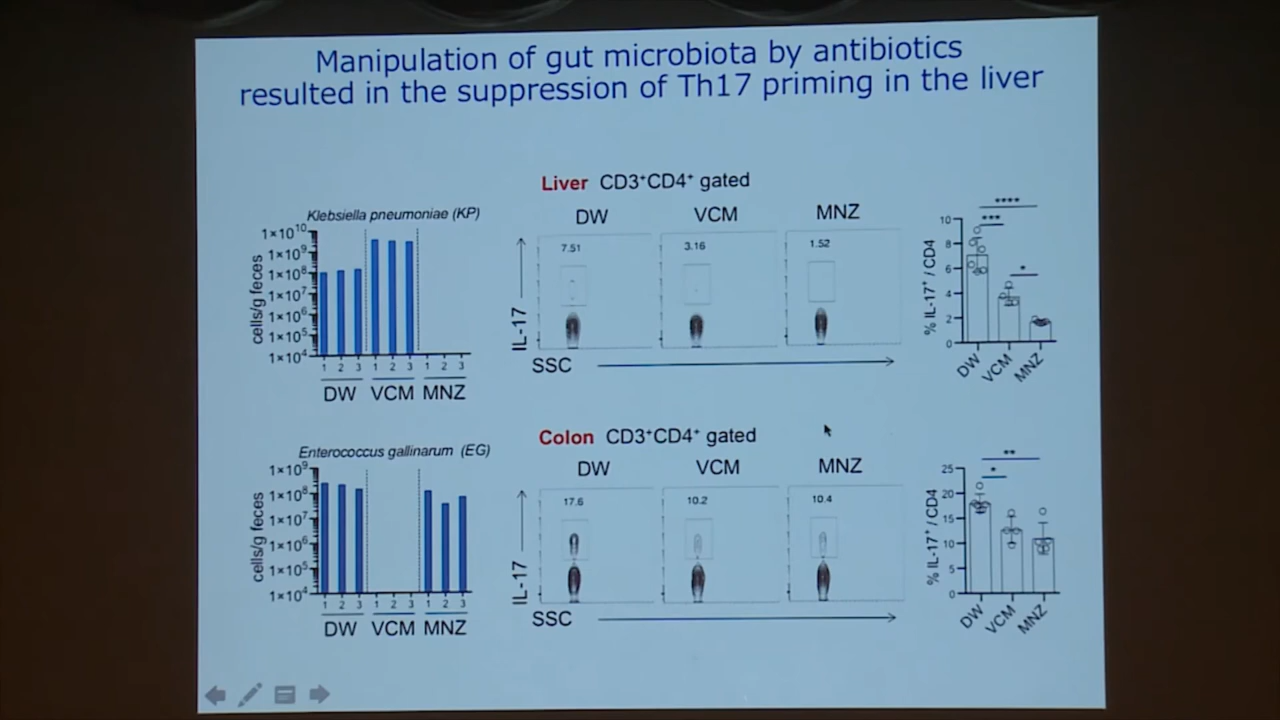 Manipulation of gut microbiota by antibiotics
resulted in the suppression of Th17 priming in the liver
Klebsiella pneumoniae (KP)
cells/g feces
1×10¹⁰
1×10⁹
1×10⁸
1×10⁷
1×10⁶
1×10⁵
1×10⁴
1 2 3 1 2 3 1 2 3
DW VCM MNZ
Liver CD3⁺CD4⁺ gated
DW VCM MNZ
7.51 3.16 1.52
IL-17
SSC
% IL-17⁺ / CD4
10
8
6
4
2
0
****
***
*
DW VCM MNZ
Enterococcus gallinarum (EG)
cells/g feces
1×10⁹
1×10⁸
1×10⁷
1×10⁶
1×10⁵
1×10⁴
1 2 3 1 2 3 1 2 3
DW VCM MNZ
Colon CD3⁺CD4⁺ gated
DW VCM MNZ
17.6 10.2 10.4
IL-17
SSC
% IL-17⁺ / CD4
25
20
15
10
5
0
**
*
DW VCM MNZ